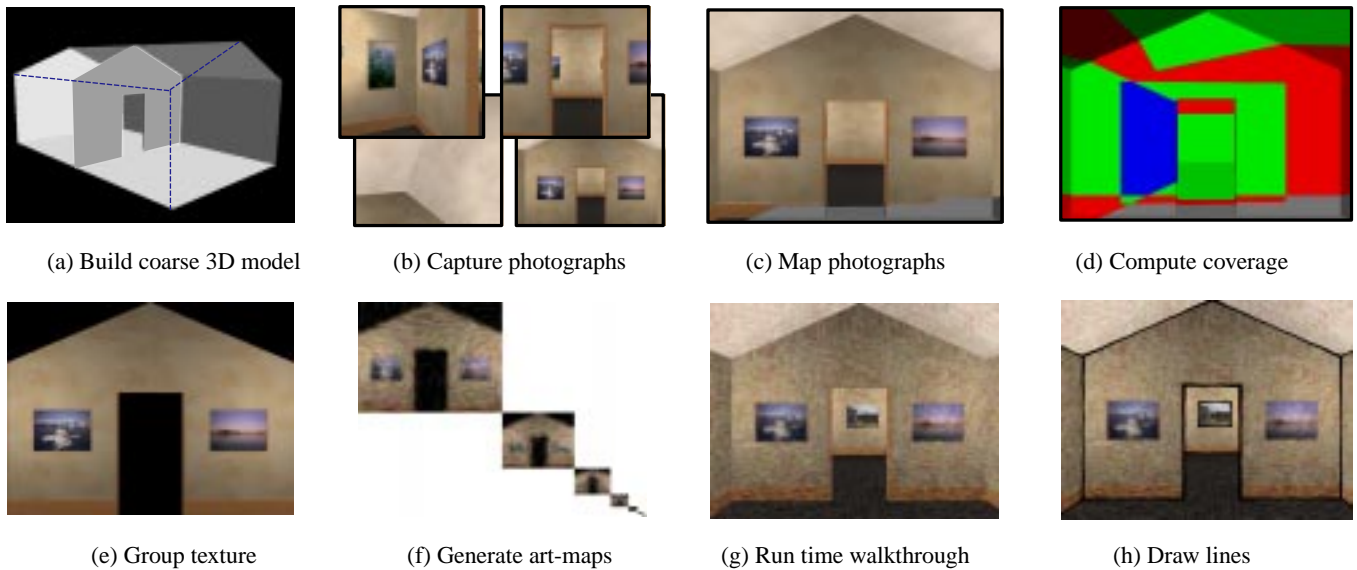 (a) Build coarse 3D model
(b) Capture photographs
(c) Map photographs
(d) Compute coverage
(e) Group texture
(f) Generate art-maps
(g) Run time walkthrough
(h) Draw lines